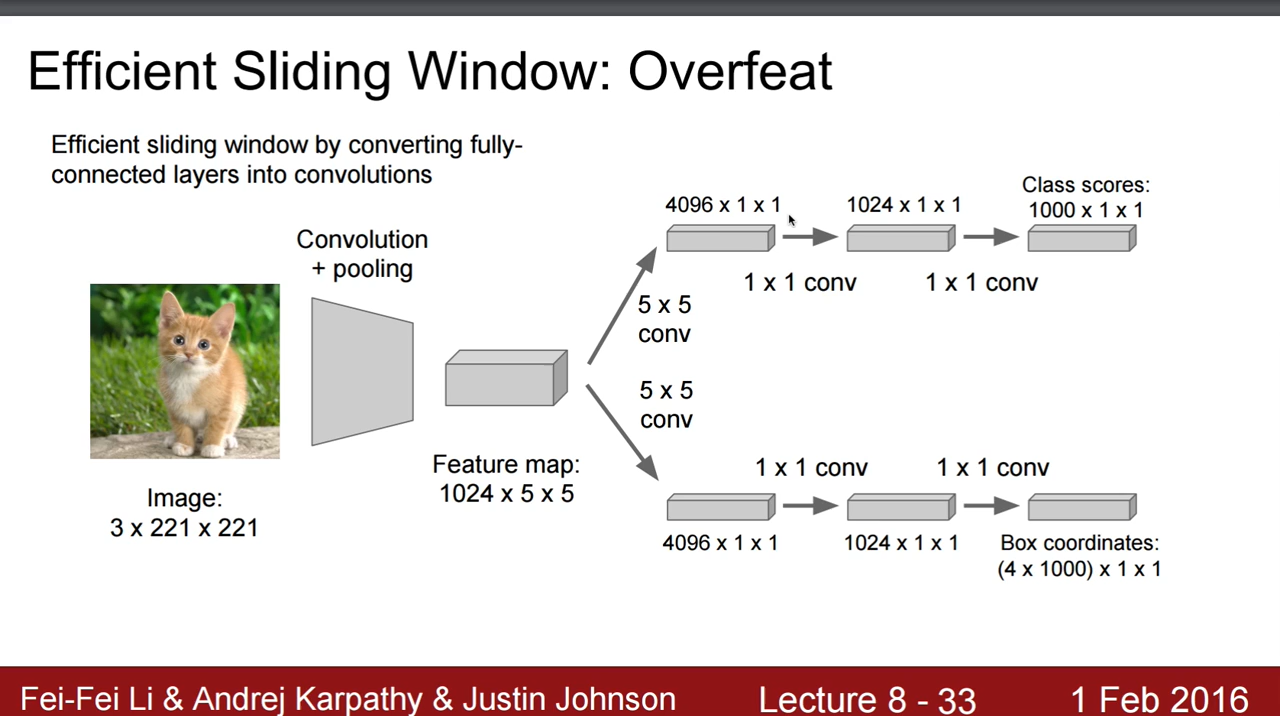 Efficient Sliding Window: Overfeat
Efficient sliding window by converting fully-
connected layers into convolutions
Convolution
+ pooling
Image:
3 x 221 x 221
Feature map:
1024 x 5 x 5
5 x 5
conv
5 x 5
conv
4096 x 1 x 1
1024 x 1 x 1
Class scores:
1000 x 1 x 1
1 x 1 conv
1 x 1 conv
1 x 1 conv
1 x 1 conv
4096 x 1 x 1
1024 x 1 x 1
Box coordinates:
(4 x 1000) x 1 x 1
Fei-Fei Li & Andrej Karpathy & Justin Johnson
Lecture 8 - 33
1 Feb 2016